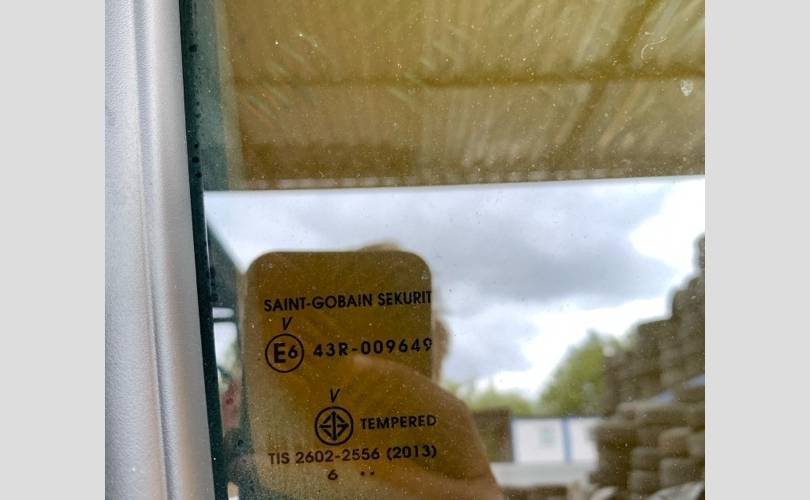 SAINT-GOBAIN SEKURIT
V
E6 43R-009649
V
TEMPERED
TIS 2602-2556 (2013)
6 ..